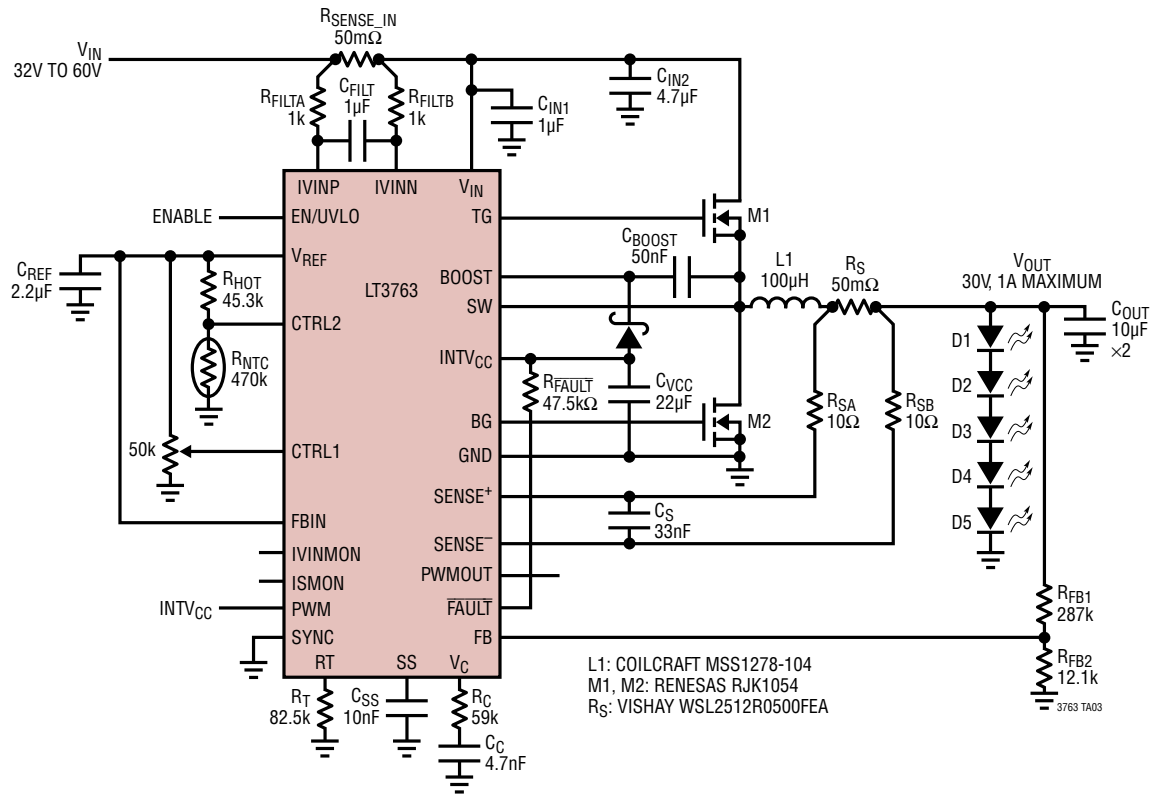 RSENSE_IN
50mΩ
VIN
32V TO 60V
RFILTA
1k
CFILT
1µF
RFILTB
1k
CIN1
1µF
CIN2
4.7µF
IVINP
IVINN
VIN
ENABLE
EN/UVLO
TG
M1
CREF
2.2µF
VREF
RHOT
45.3k
LT3763
BOOST
CBOOST
50nF
SW
L1
100µH
RS
50mΩ
VOUT
30V, 1A MAXIMUM
COUT
10µF
×2
CTRL2
RNTC
470k
INTVCC
RFAULT
47.5kΩ
CVCC
22µF
BG
M2
GND
RSA
10Ω
RSB
10Ω
D1
D2
D3
D4
D5
50k
CTRL1
SENSE+
CS
33nF
SENSE–
FBIN
IVINMON
ISMON
PWMOUT
INTVCC
PWM
FAULT
SYNC
FB
RFB1
287k
RFB2
12.1k
RT
SS
VC
RT
82.5k
CSS
10nF
RC
59k
CC
4.7nF
L1: COILCRAFT MSS1278-104
M1, M2: RENESAS RJK1054
RS: VISHAY WSL2512R0500FEA
3763 TA03